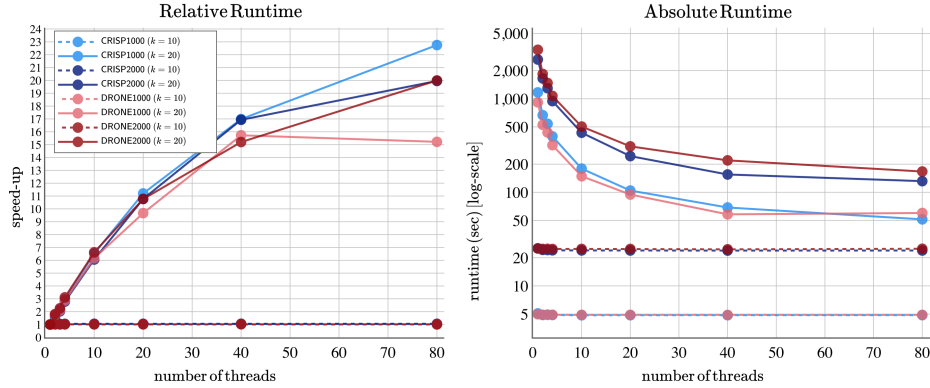 Relative Runtime
24
23
22
21
20
19
18
17
16
15
14
13
12
11
10
9
8
7
6
5
4
3
2
1
0
speed-up
CRISP1000 (k = 10)
CRISP1000 (k = 20)
CRISP2000 (k = 10)
CRISP2000 (k = 20)
DRONE1000 (k = 10)
DRONE1000 (k = 20)
DRONE2000 (k = 10)
DRONE2000 (k = 20)
0 10 20 30 40 50 60 70 80
number of threads
Absolute Runtime
5,000
2,000
1,000
500
200
100
50
20
10
5
runtime (sec) [log-scale]
0 10 20 30 40 50 60 70 80
number of threads